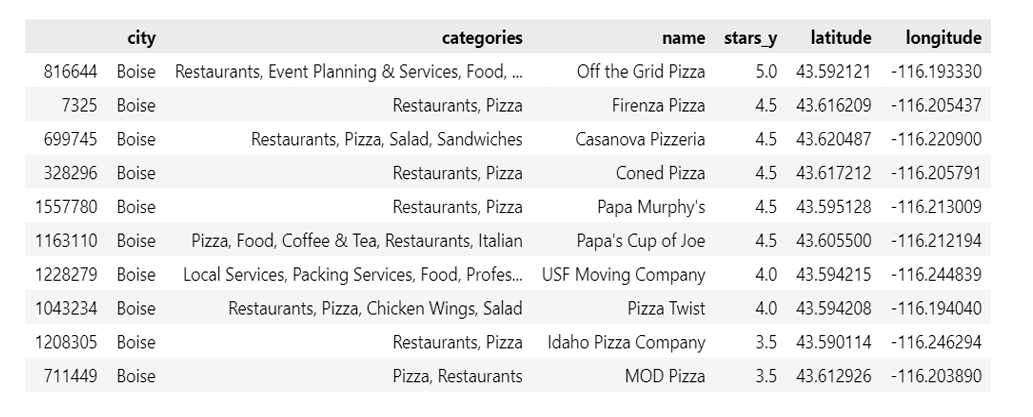 city categories name stars_y latitude longitude
816644 Boise Restaurants, Event Planning & Services, Food, ... Off the Grid Pizza 5.0 43.592121 -116.193330
7325 Boise Restaurants, Pizza Firenza Pizza 4.5 43.616209 -116.205437
699745 Boise Restaurants, Pizza, Salad, Sandwiches Casanova Pizzeria 4.5 43.620487 -116.220900
328296 Boise Restaurants, Pizza Coned Pizza 4.5 43.617212 -116.205791
1557780 Boise Restaurants, Pizza Papa Murphy's 4.5 43.595128 -116.213009
1163110 Boise Pizza, Food, Coffee & Tea, Restaurants, Italian Papa's Cup of Joe 4.5 43.605500 -116.212194
1228279 Boise Local Services, Packing Services, Food, Profes... USF Moving Company 4.0 43.594215 -116.244839
1043234 Boise Restaurants, Pizza, Chicken Wings, Salad Pizza Twist 4.0 43.594208 -116.194040
1208305 Boise Restaurants, Pizza Idaho Pizza Company 3.5 43.590114 -116.246294
711449 Boise Pizza, Restaurants MOD Pizza 3.5 43.612926 -116.203890